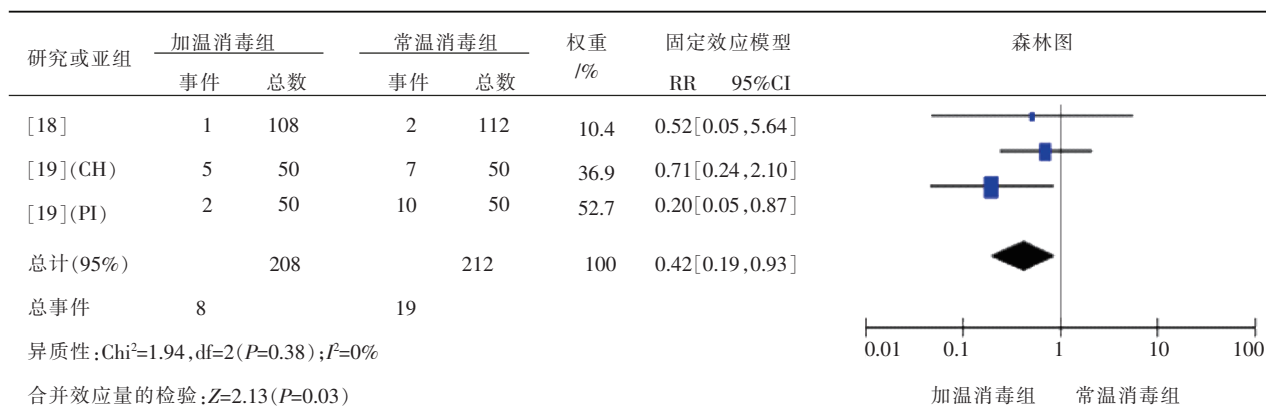 研究或亚组 加温消毒组 常温消毒组 权重/% 固定效应模型 森林图
事件 总数 事件 总数 RR 95%CI
[18] 1 108 2 112 10.4 0.52[0.05,5.64]
[19](CH) 5 50 7 50 36.9 0.71[0.24,2.10]
[19](PI) 2 50 10 50 52.7 0.20[0.05,0.87]
总计(95%) 208 212 100 0.42[0.19,0.93]
总事件 8 19
异质性:Chi²=1.94,df=2(P=0.38);I²=0%
合并效应量的检验:Z=2.13(P=0.03)
0.01 0.1 1 10 100
加温消毒组 常温消毒组